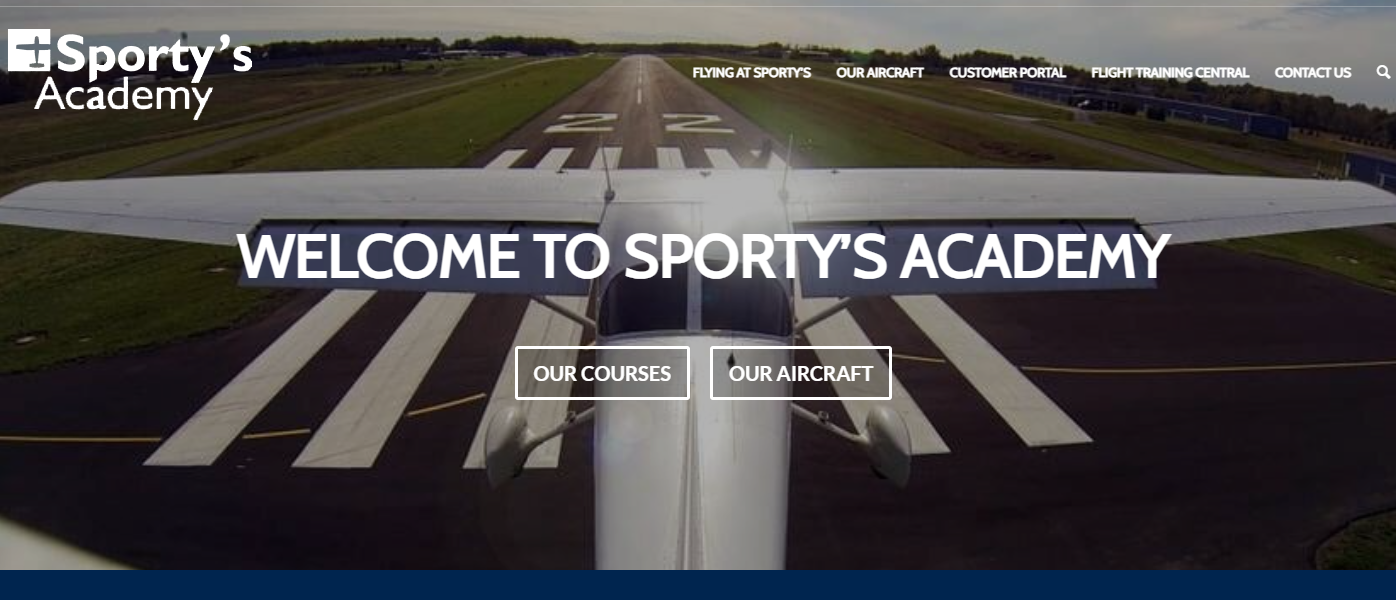 Sporty's
Academy
FLYING AT SPORTY'S
OUR AIRCRAFT
CUSTOMER PORTAL
FLIGHT TRAINING CENTRAL
CONTACT US
22
WELCOME TO SPORTY'S ACADEMY
OUR COURSES
OUR AIRCRAFT